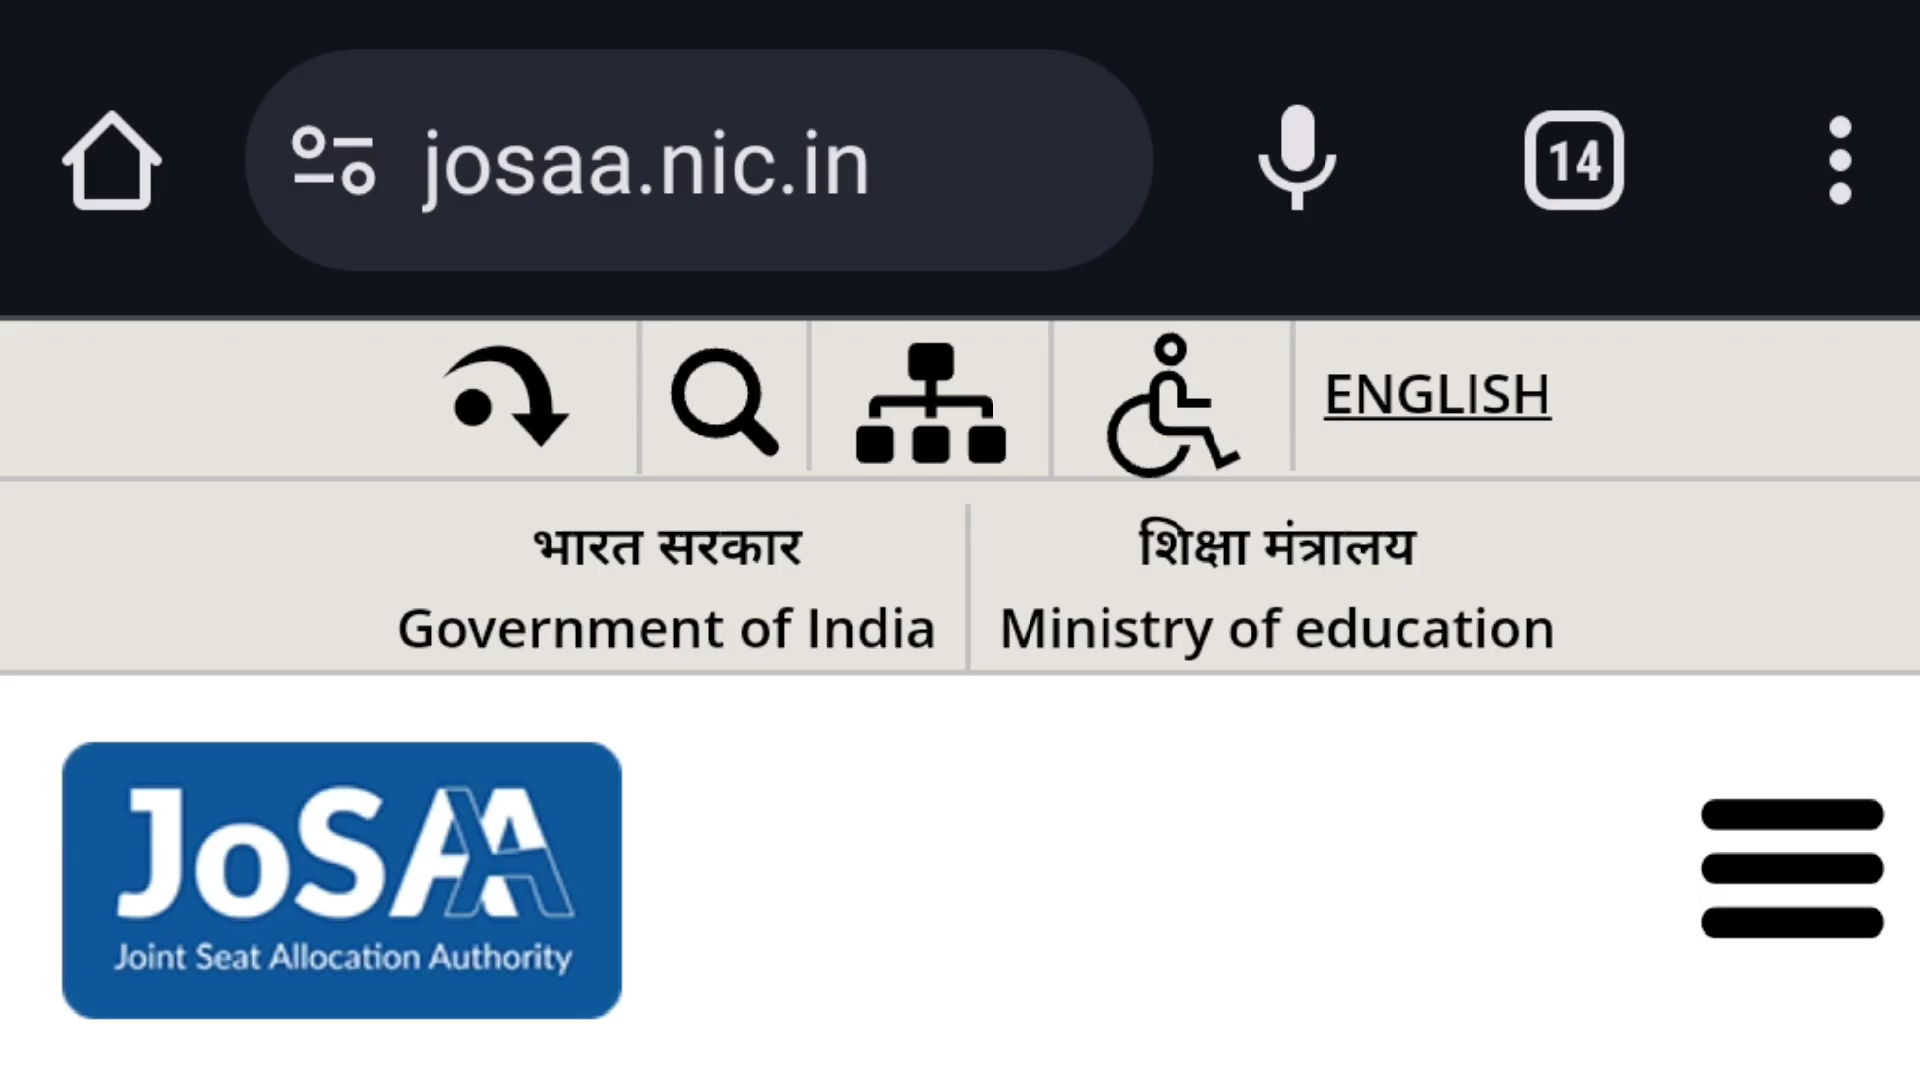 josaa.nic.in
14
ENGLISH
भारत सरकार
Government of India
शिक्षा मंत्रालय
Ministry of education
JoSAA
Joint Seat Allocation Authority